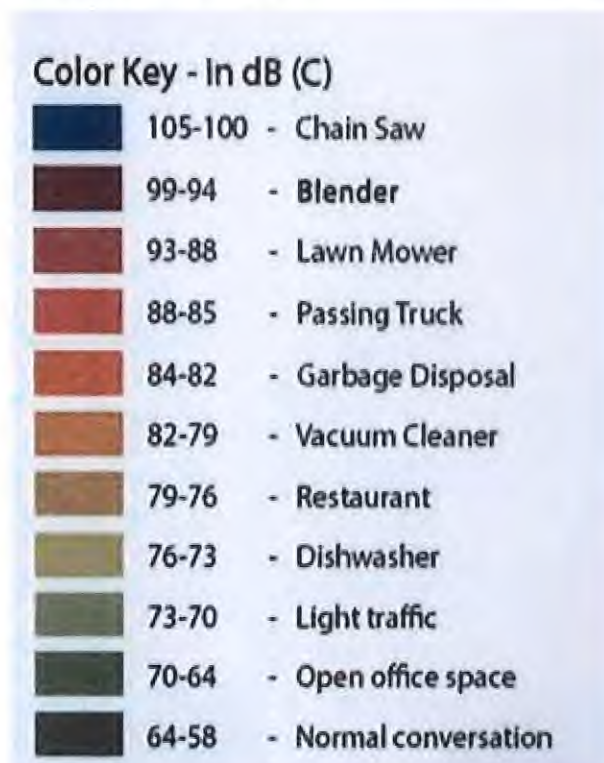 Color Key - In dB (C)
105-100 - Chain Saw
99-94 - Blender
93-88 - Lawn Mower
88-85 - Passing Truck
84-82 - Garbage Disposal
82-79 - Vacuum Cleaner
79-76 - Restaurant
76-73 - Dishwasher
73-70 - Light traffic
70-64 - Open office space
64-58 - Normal conversation